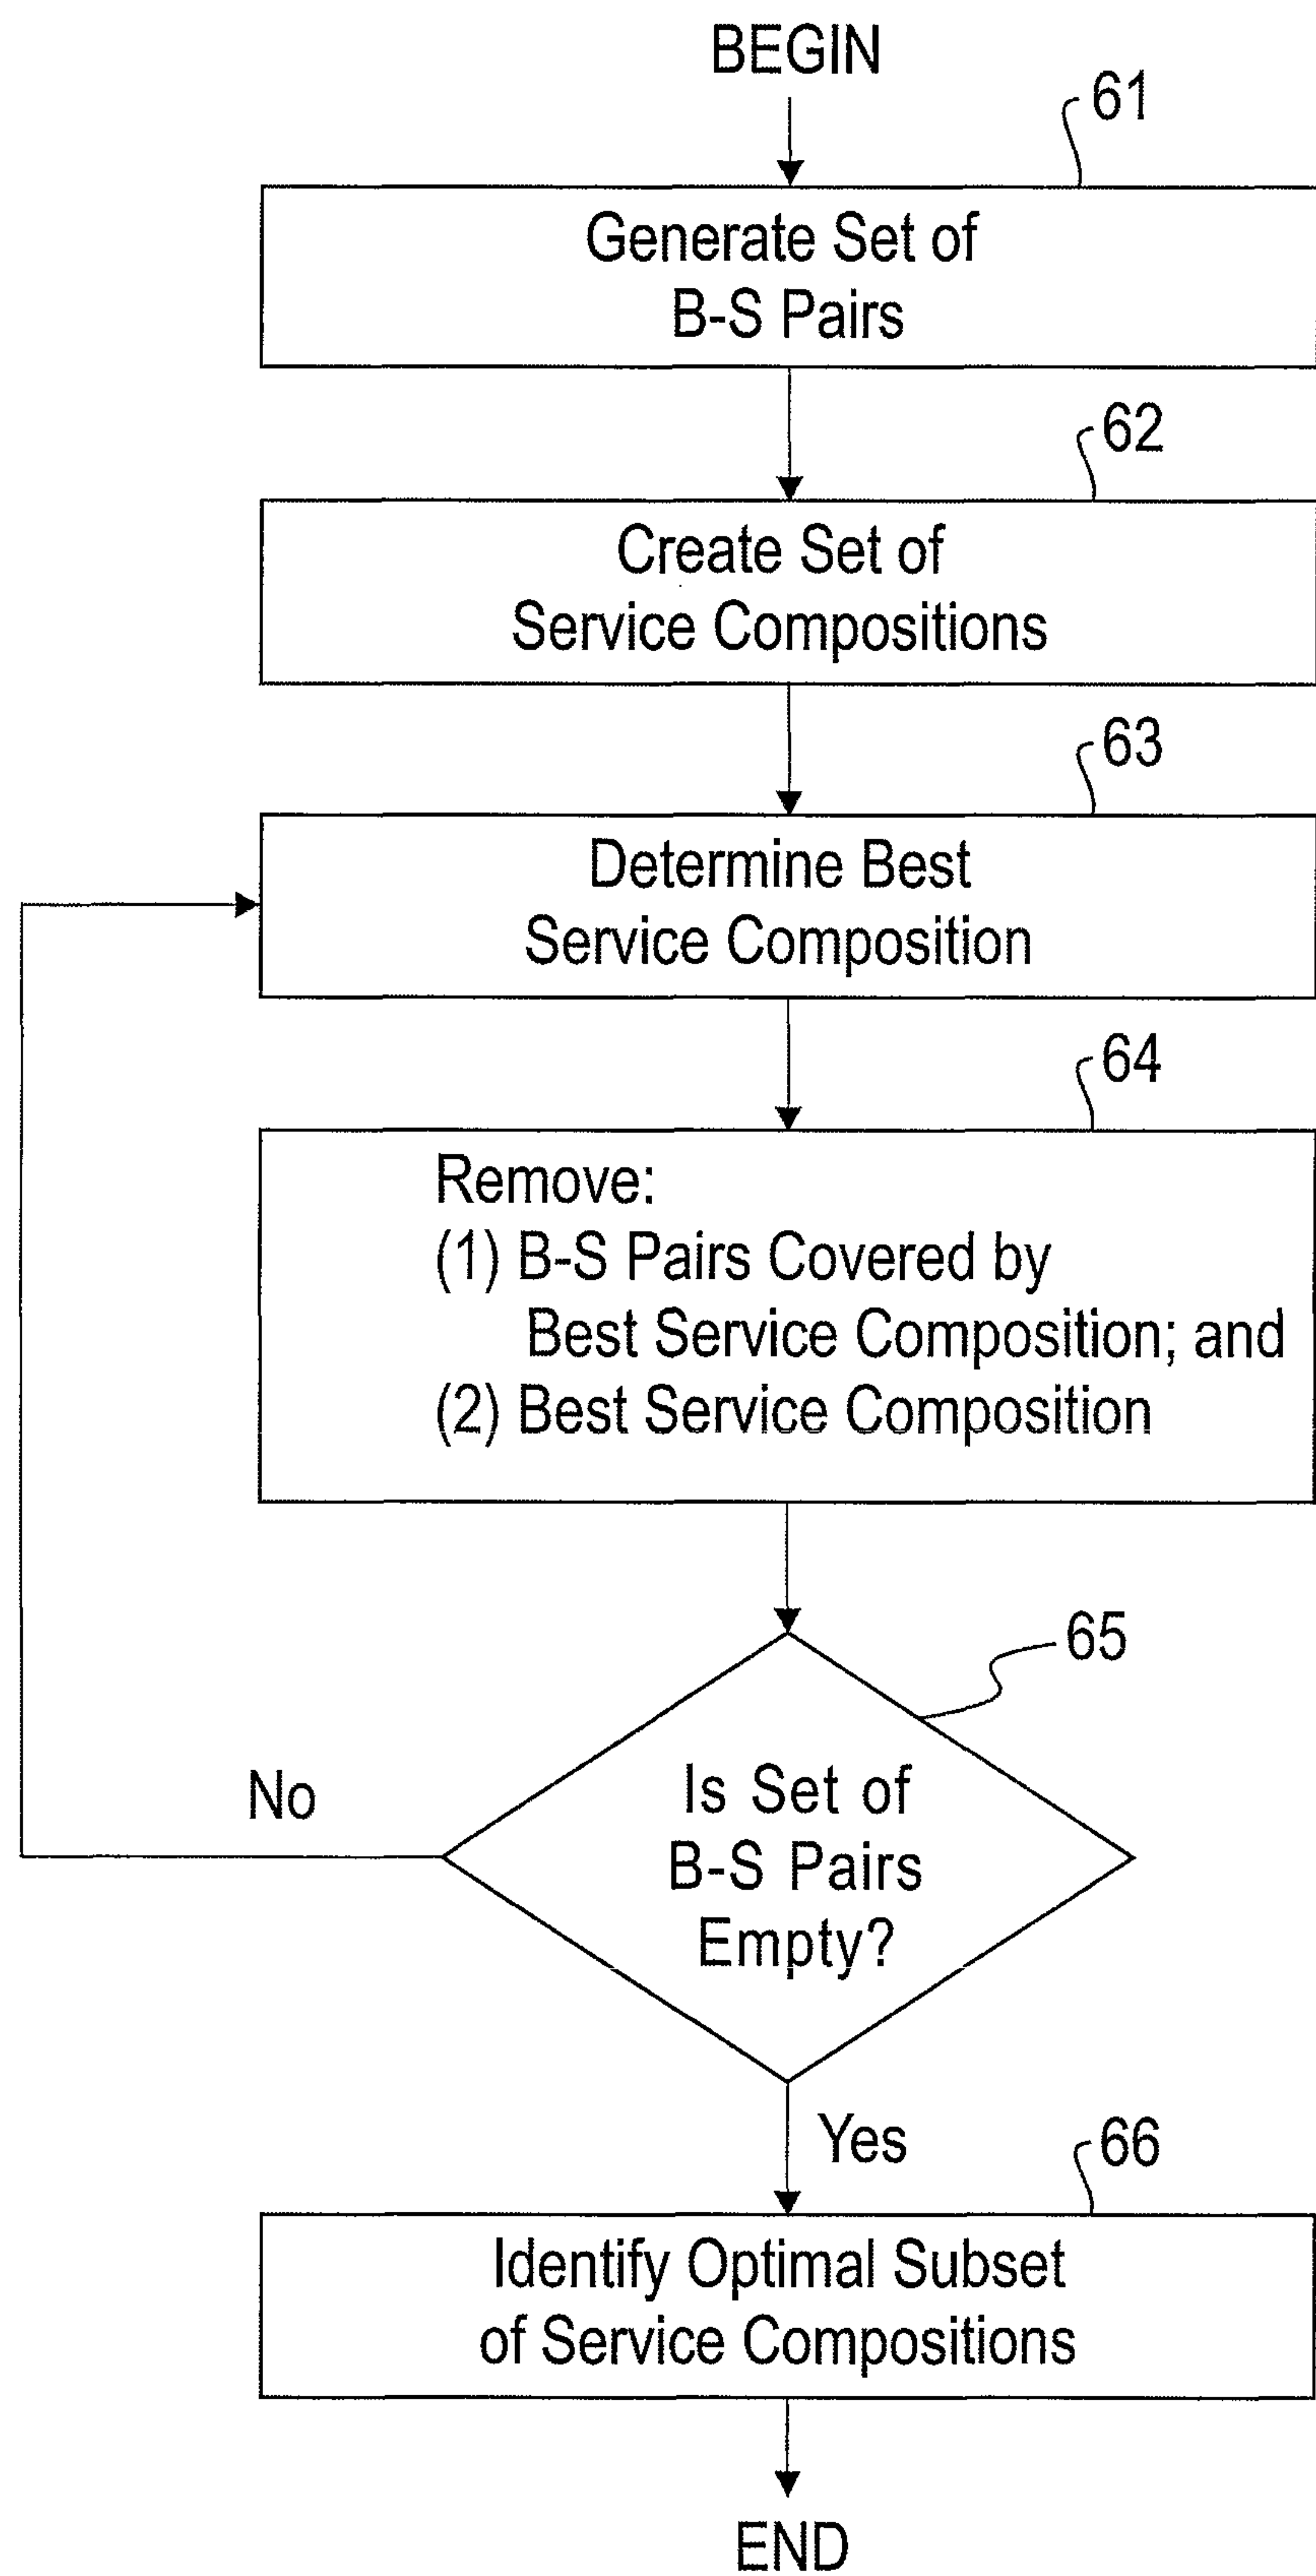 BEGIN
61
Generate Set of
B-S Pairs
62
Create Set of
Service Compositions
63
Determine Best
Service Composition
64
Remove:
(1) B-S Pairs Covered by
Best Service Composition; and
(2) Best Service Composition
65
Is Set of
B-S Pairs
Empty?
No
Yes
66
Identify Optimal Subset
of Service Compositions
END